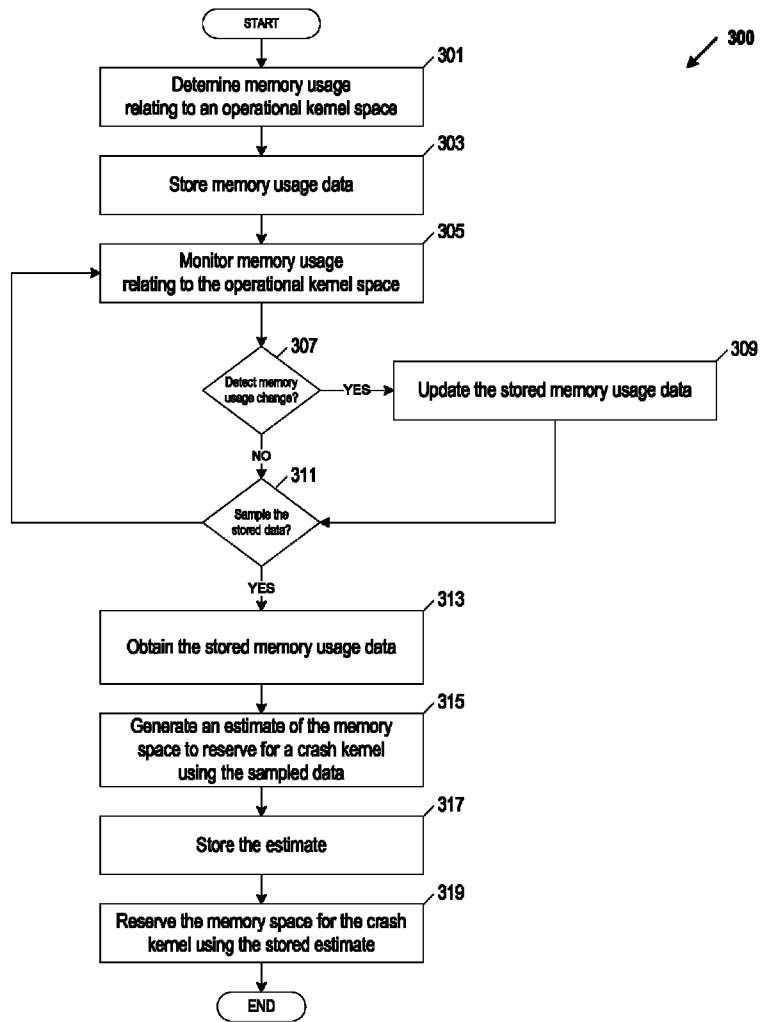 START
300
301
Determine memory usage
relating to an operational kernel space
303
Store memory usage data
305
Monitor memory usage
relating to the operational kernel space
307
Detect memory
usage change?
YES
309
Update the stored memory usage data
NO
311
Sample the
stored data?
YES
313
Obtain the stored memory usage data
315
Generate an estimate of the memory
space to reserve for a crash kernel
using the sampled data
317
Store the estimate
319
Reserve the memory space for the crash
kernel using the stored estimate
END